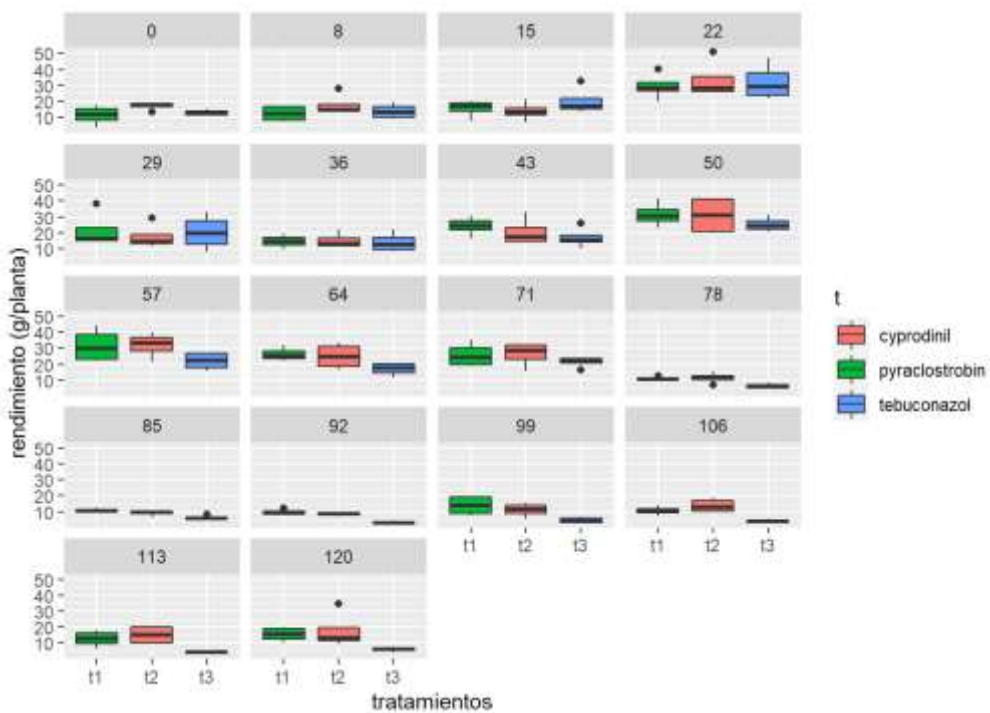 0 8 15 22
50
40
30
20
10
29 36 43 50
50
40
30
20
10
57 64 71 78
50
40
30
20
10
85 92 99 106
50
40
30
20
10
t1 t2 t3 t1 t2 t3
113 120
50
40
30
20
10
t1 t2 t3 t1 t2 t3
tratamientos
rendimiento (g/planta)
t
cyprodinil
pyraclostrobin
tebuconazol